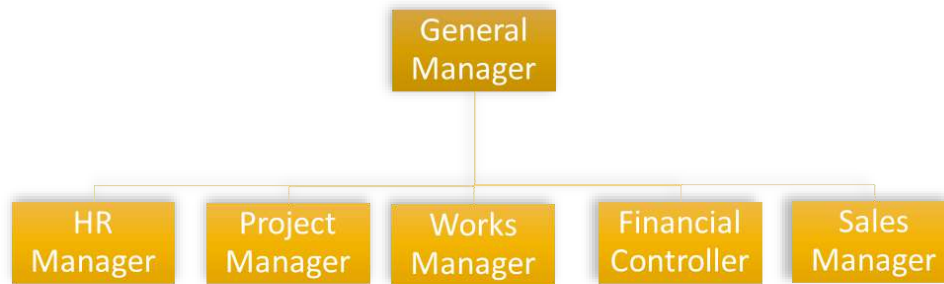 General
Manager
HR
Manager
Project
Manager
Works
Manager
Financial
Controller
Sales
Manager